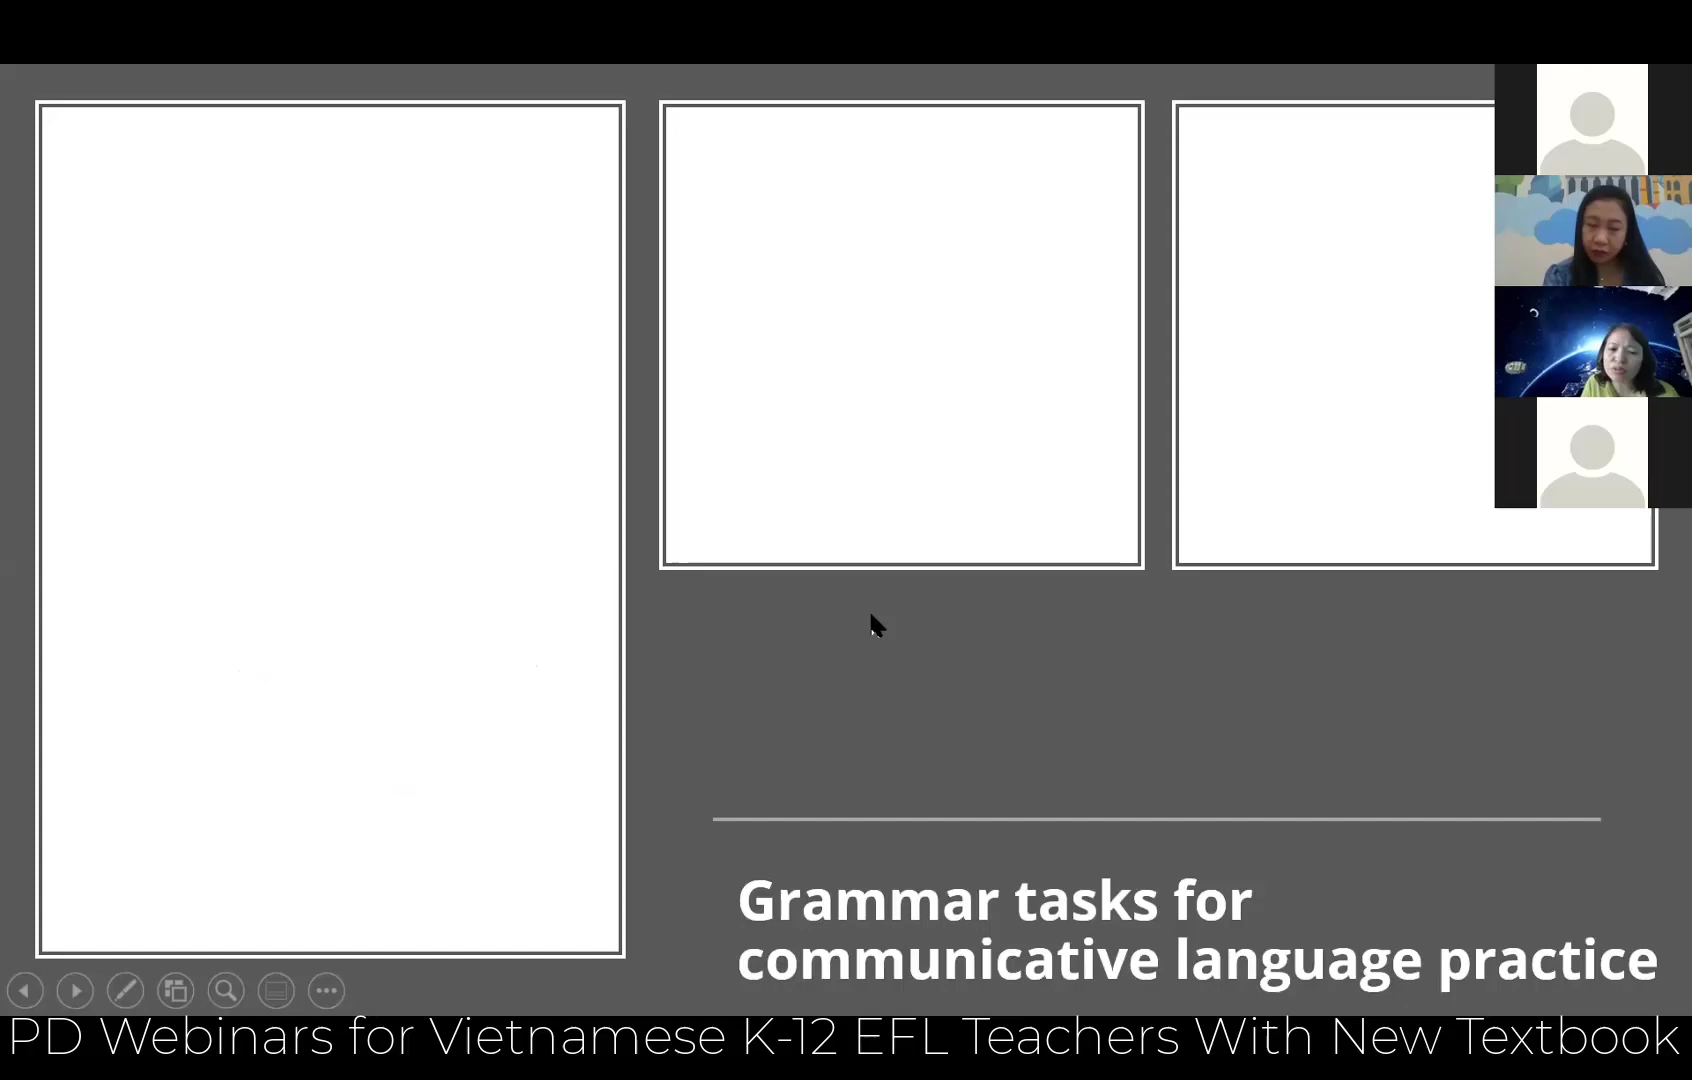 Grammar tasks for
communicative language practice
PD Webinars for Vietnamese K-12 EFL Teachers With New Textbook